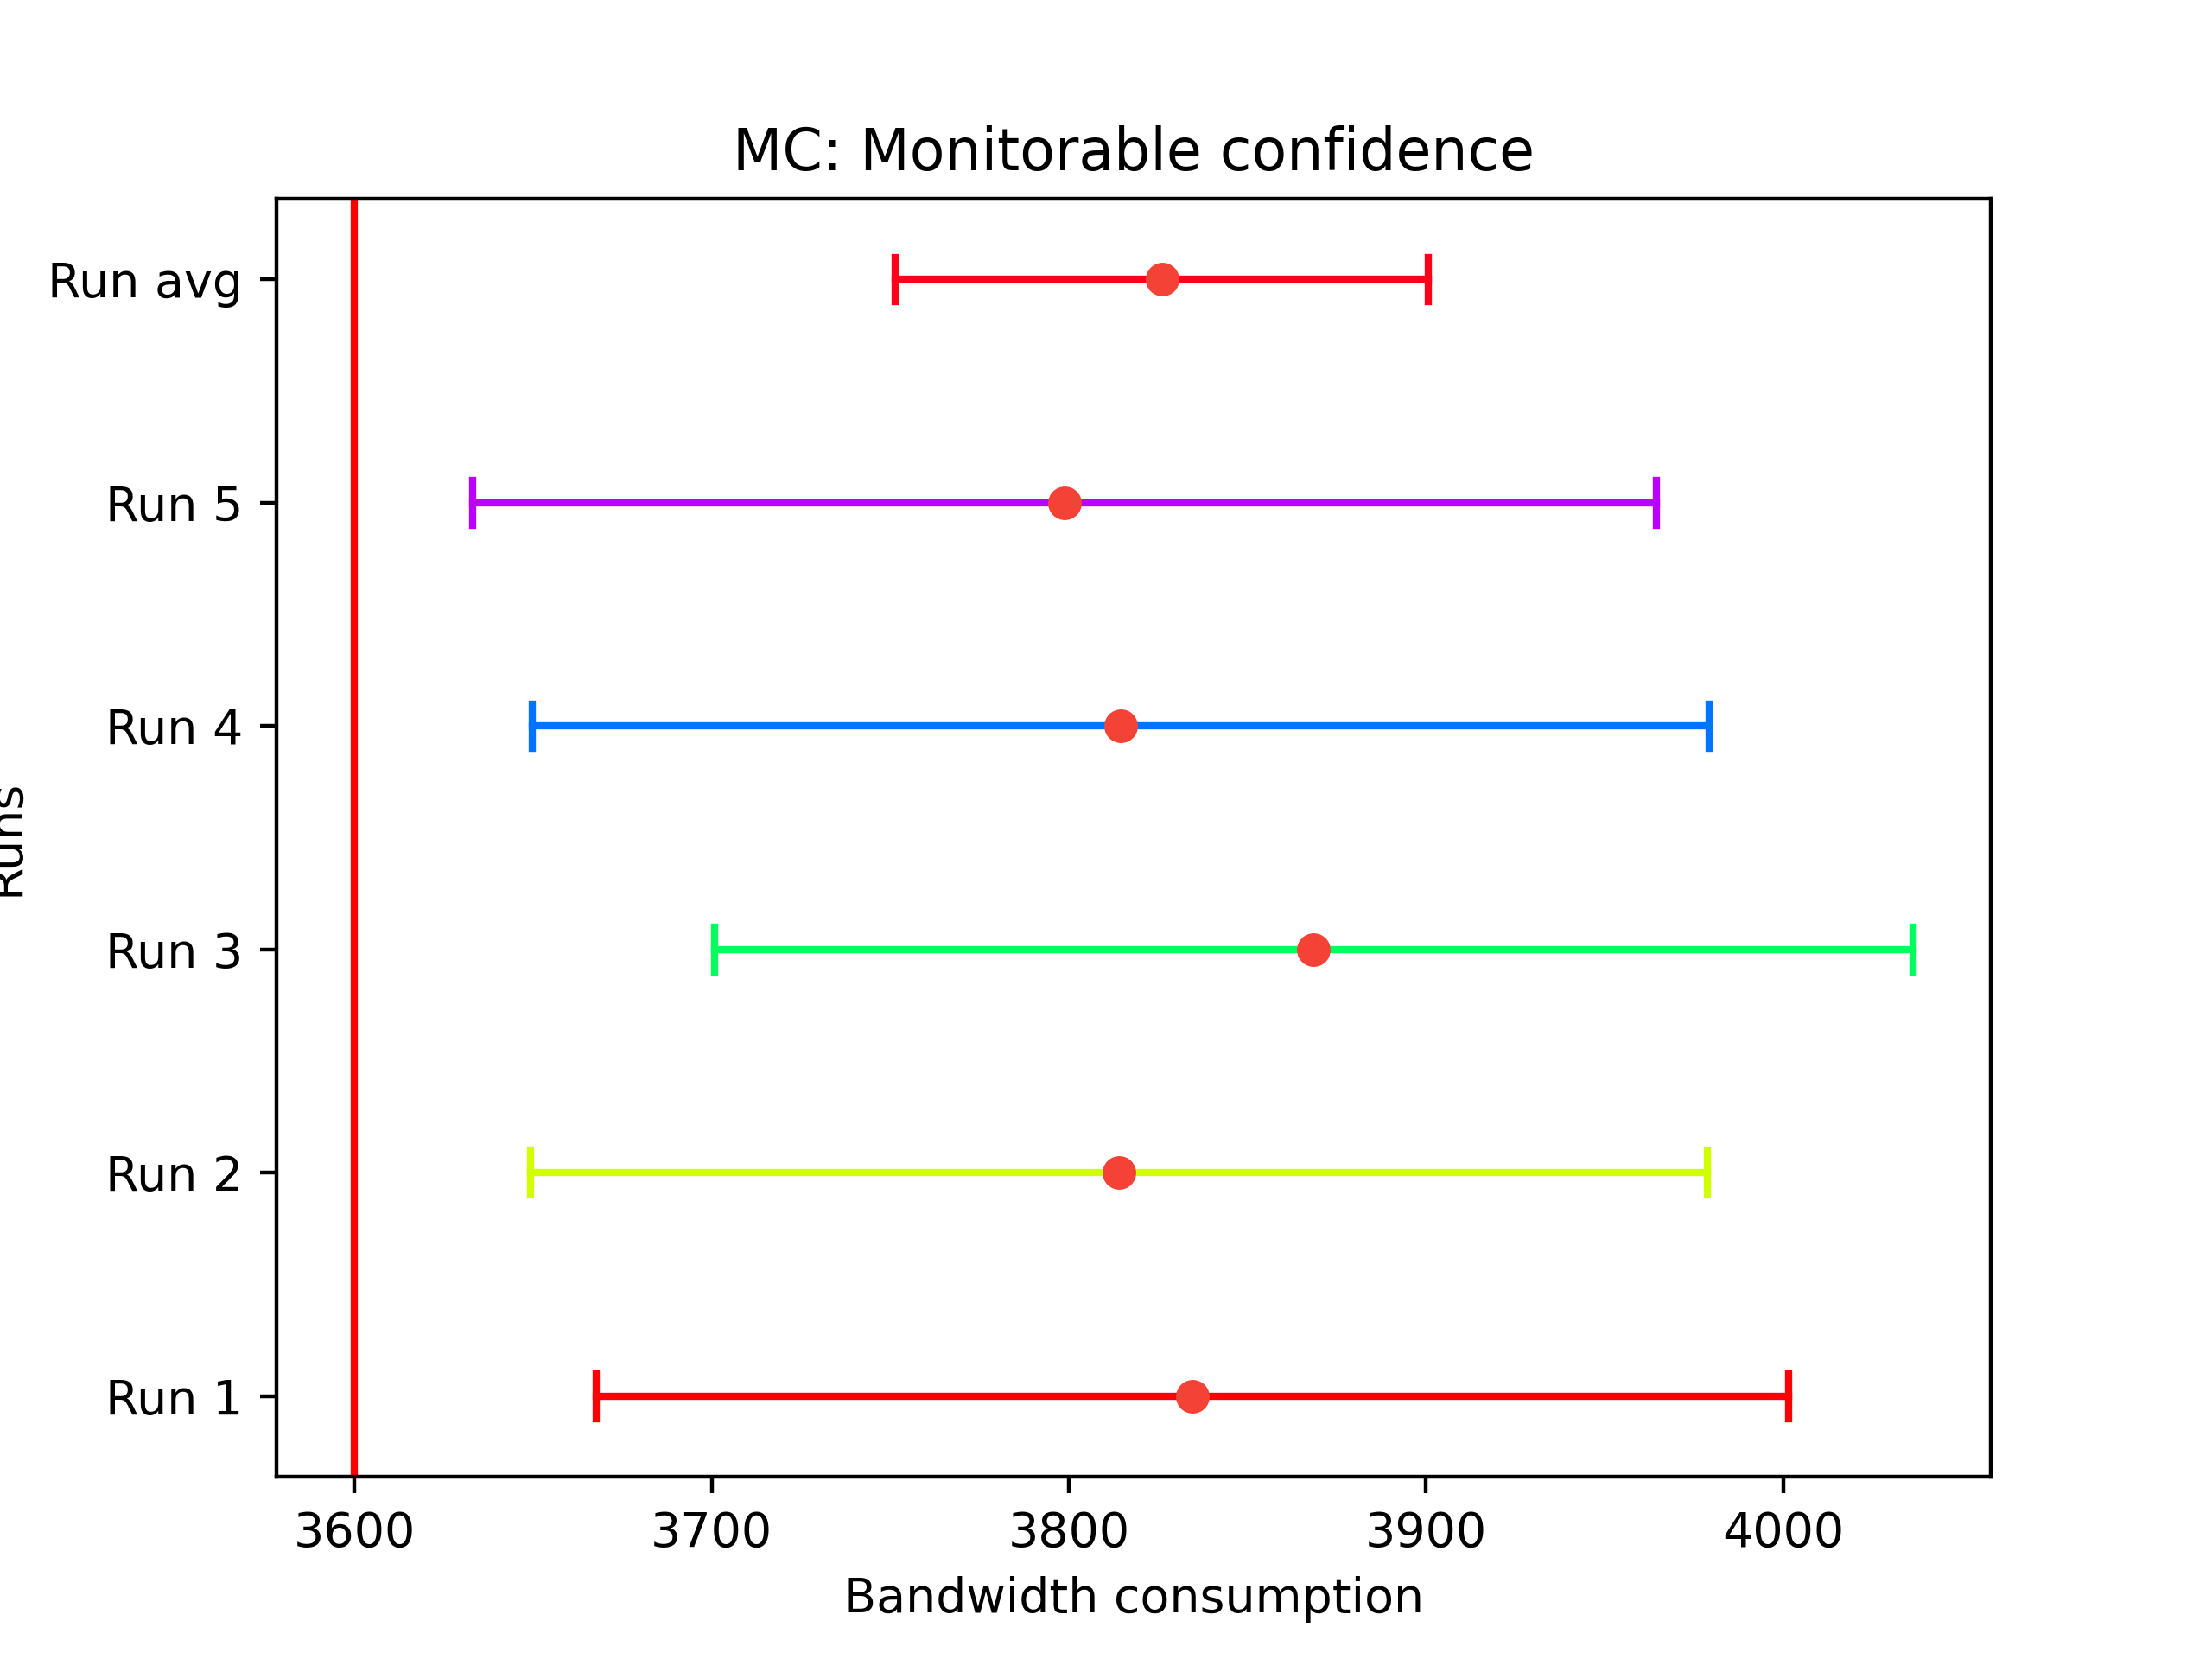 MC: Monitorable confidence
Run avg
Run 5
Run 4
Run 3
Run 2
Run 1
Runs
3600 3700 3800 3900 4000
Bandwidth consumption